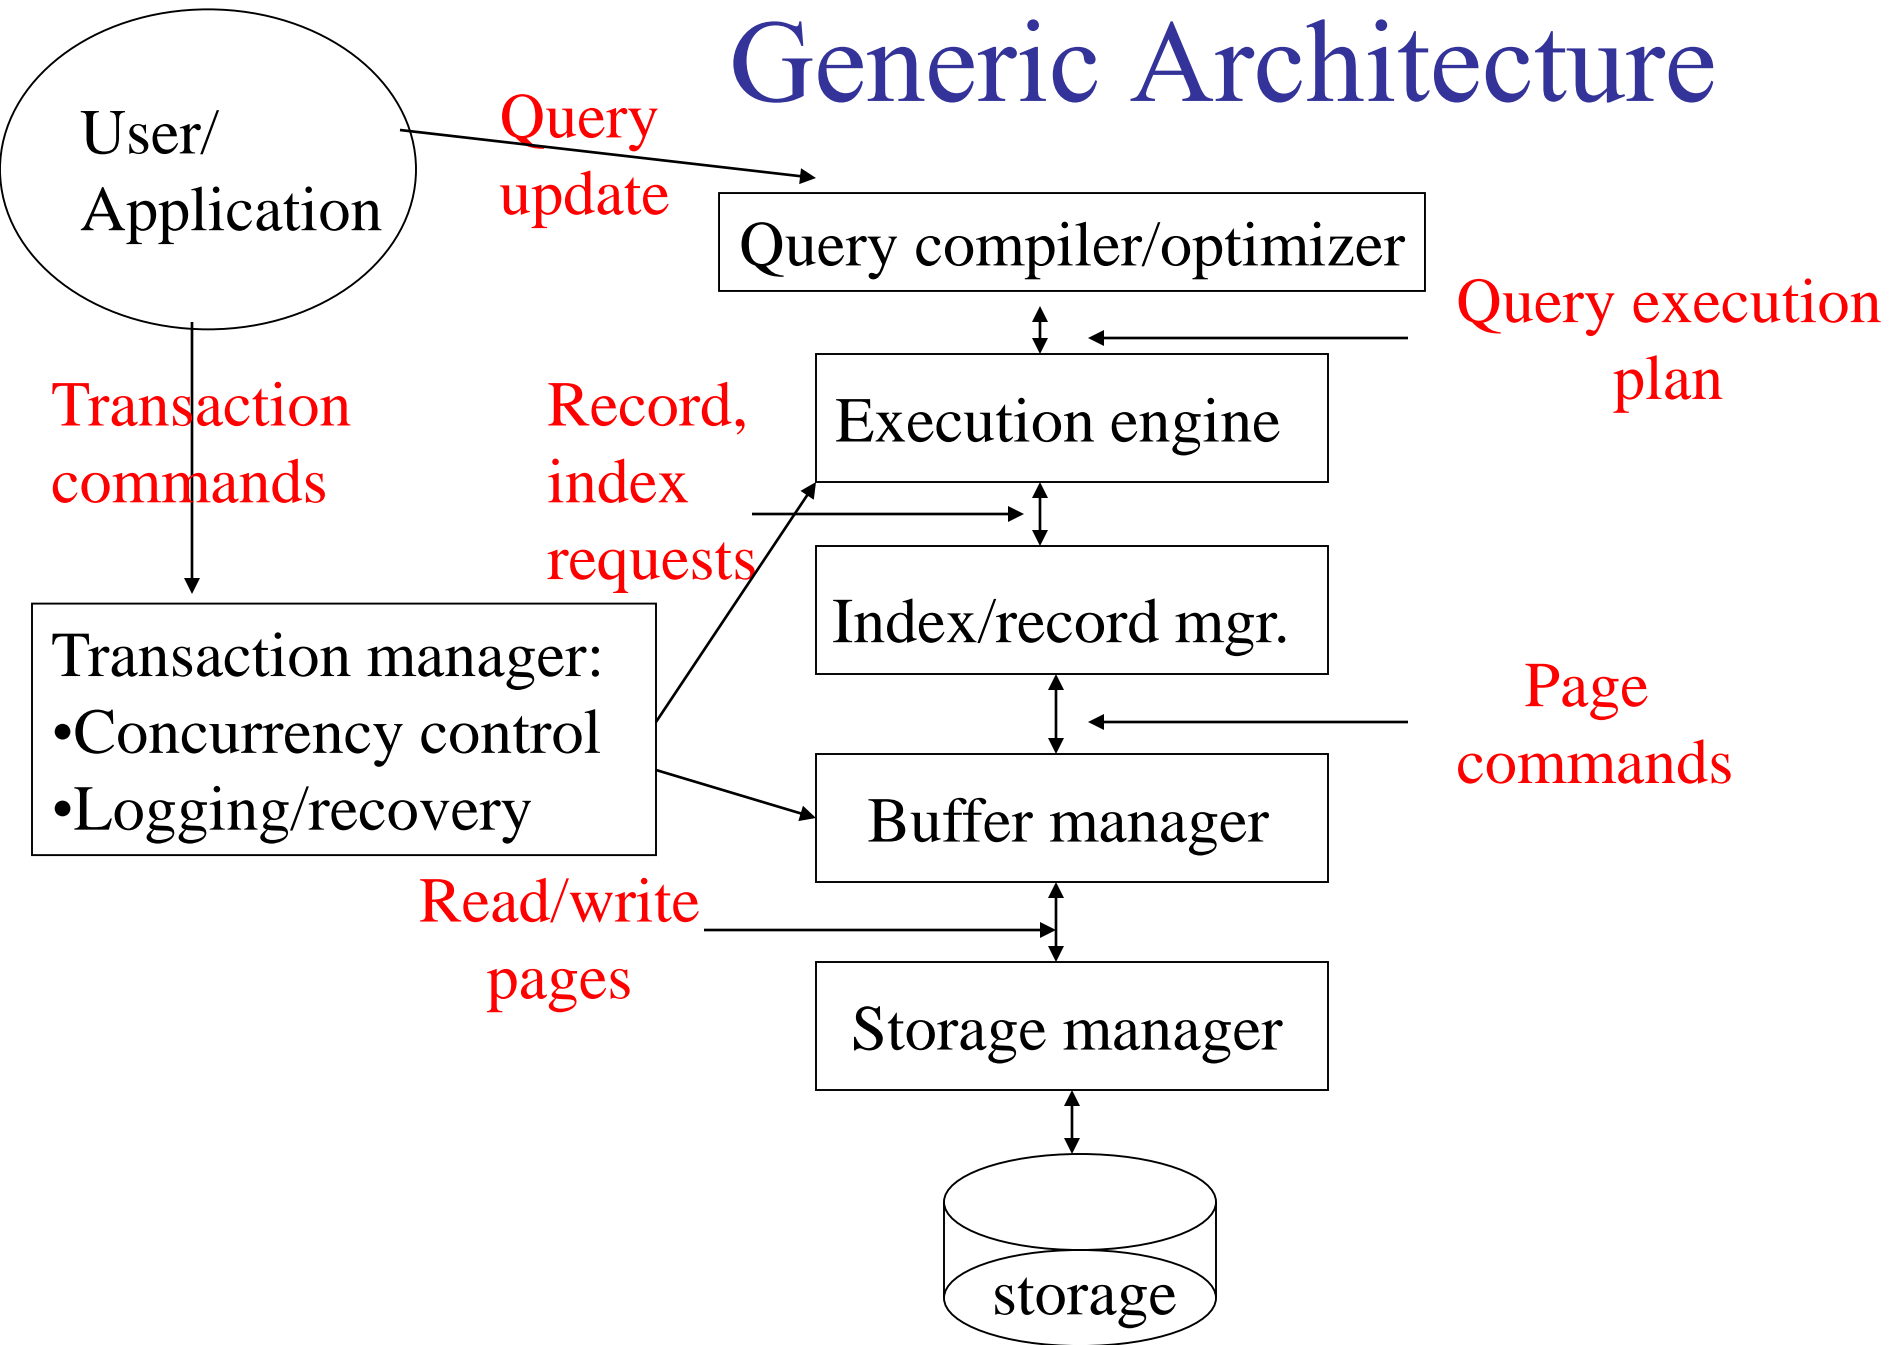 Generic Architecture
User/
Application
Query
update
Query compiler/optimizer
Query execution
plan
Transaction
commands
Record,
index
requests
Execution engine
Index/record mgr.
Transaction manager:
•Concurrency control
•Logging/recovery
Page
commands
Buffer manager
Read/write
pages
Storage manager
storage